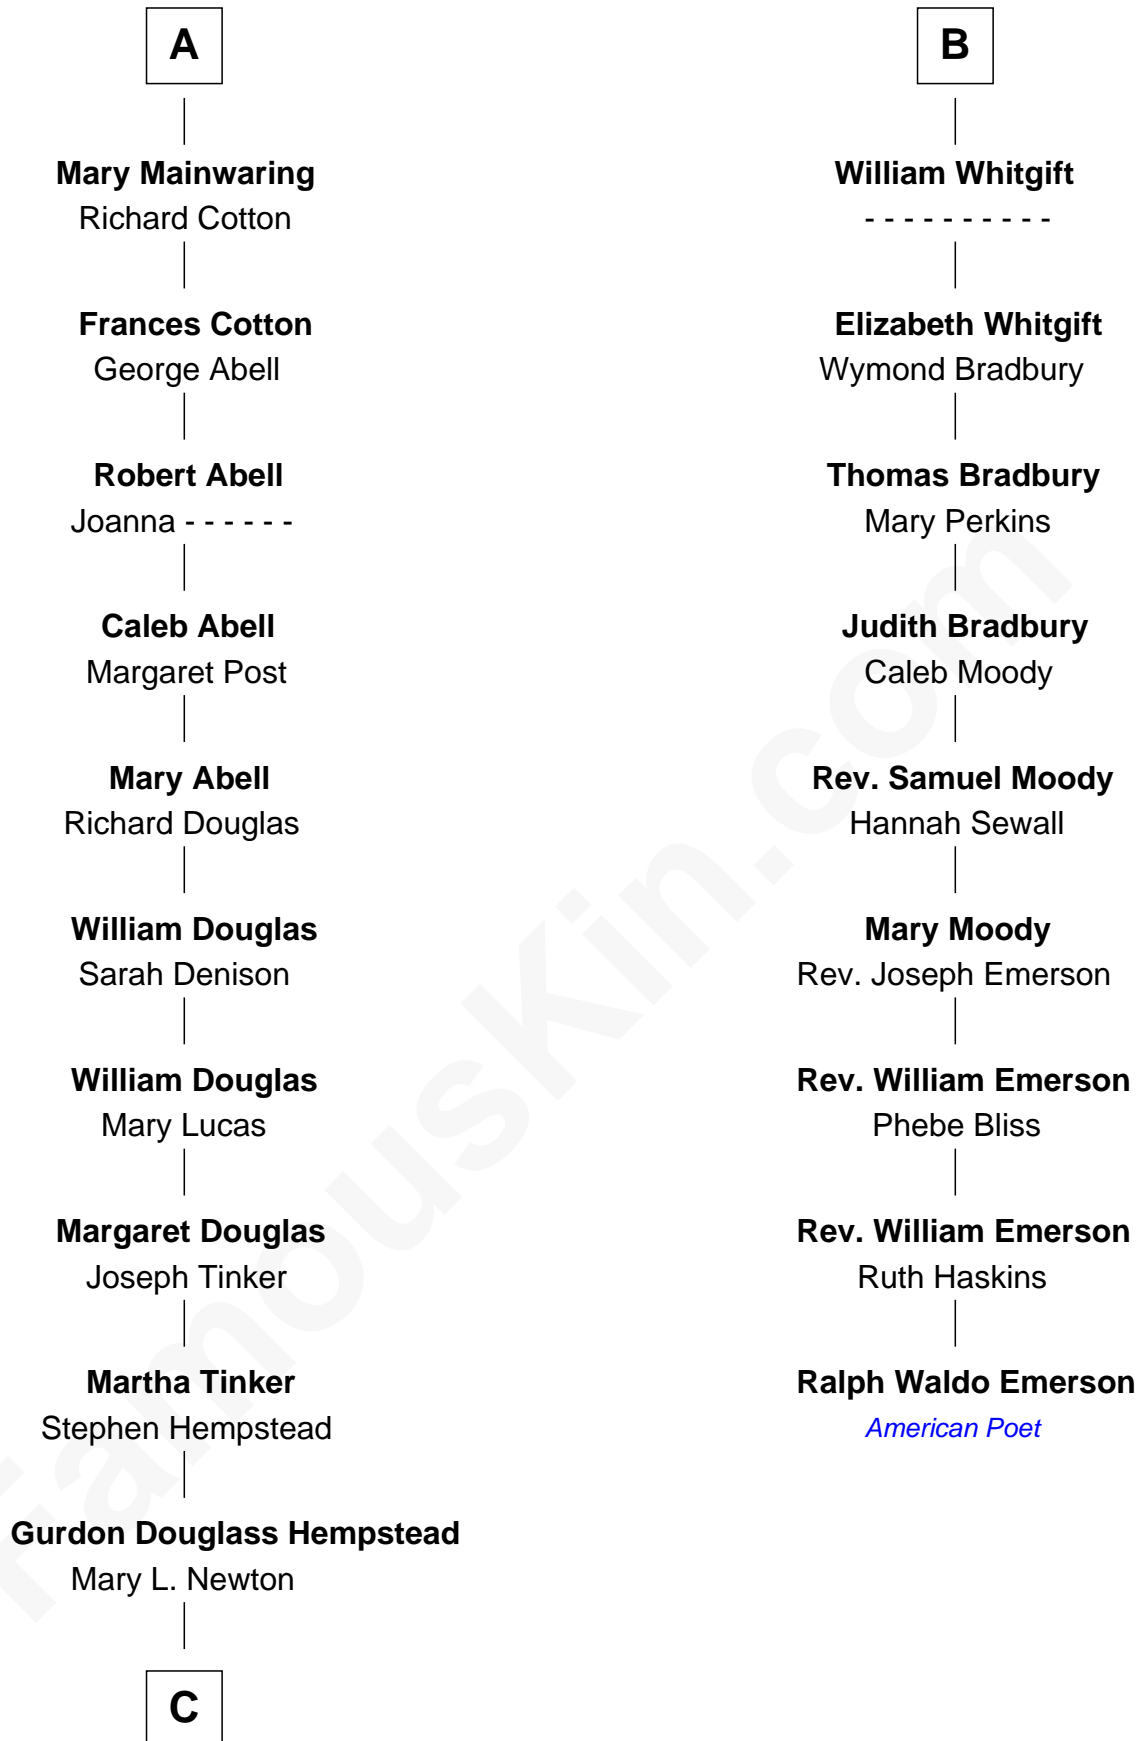 A
Mary Mainwaring
Richard Cotton
Frances Cotton
George Abell
Robert Abell
Joanna - - - - - -
Caleb Abell
Margaret Post
Mary Abell
Richard Douglas
William Douglas
Sarah Denison
William Douglas
Mary Lucas
Margaret Douglas
Joseph Tinker
Martha Tinker
Stephen Hempstead
Gurdon Douglass Hempstead
Mary L. Newton
C
B
William Whitgift
- - - - - - - - - -
Elizabeth Whitgift
Wymond Bradbury
Thomas Bradbury
Mary Perkins
Judith Bradbury
Caleb Moody
Rev. Samuel Moody
Hannah Sewall
Mary Moody
Rev. Joseph Emerson
Rev. William Emerson
Phebe Bliss
Rev. William Emerson
Ruth Haskins
Ralph Waldo Emerson
American Poet
FamousKin.com